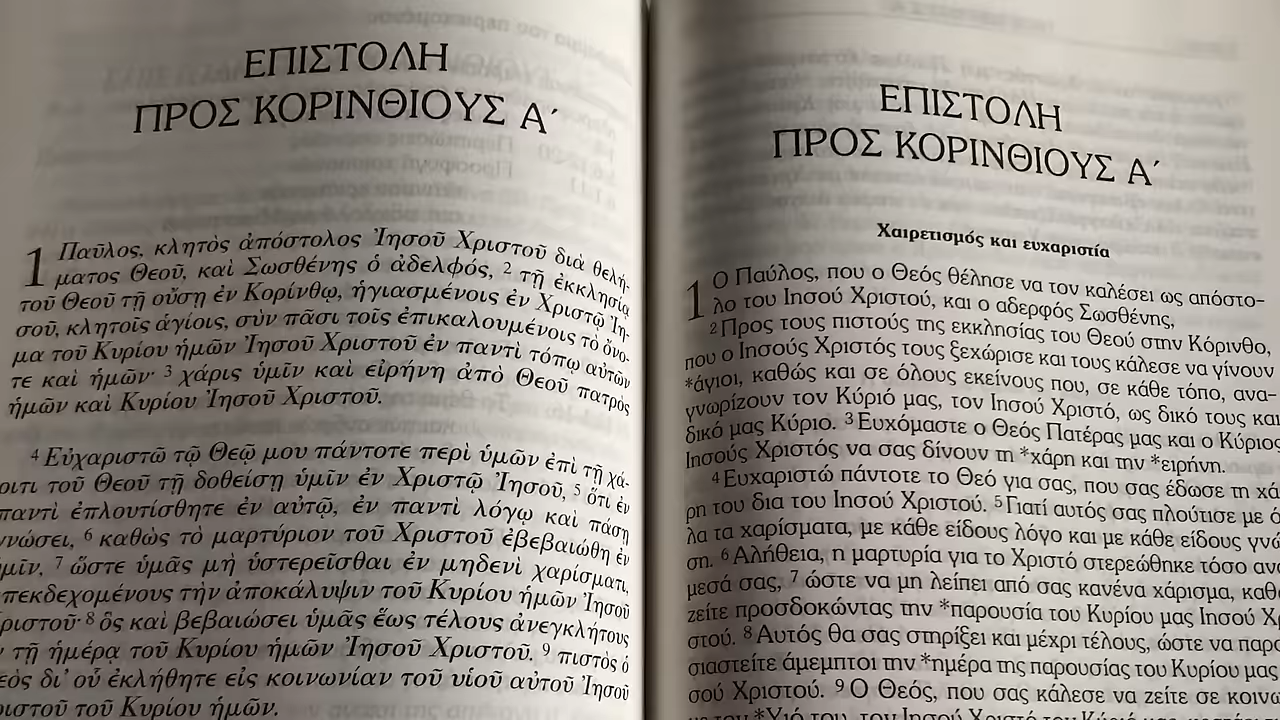 ΕΠΙΣΤΟΛΗ
ΠΡΟΣ ΚΟΡΙΝΘΙΟΥΣ Α΄
1 Παῦλος, κλητὸς ἀπόστολος Ἰησοῦ Χριστοῦ διὰ θελή-
ματος Θεοῦ, καὶ Σωσθένης ὁ ἀδελφός, 2 τῇ ἐκκλησίᾳ
τοῦ Θεοῦ τῇ οὔσῃ ἐν Κορίνθῳ, ἡγιασμένοις ἐν Χριστῷ Ἰη-
σοῦ, κλητοῖς ἁγίοις, σὺν πᾶσι τοῖς ἐπικαλουμένοις τὸ ὄνο-
μα τοῦ Κυρίου ἡμῶν Ἰησοῦ Χριστοῦ ἐν παντὶ τόπῳ αὐτῶν
τε καὶ ἡμῶν· 3 χάρις ὑμῖν καὶ εἰρήνη ἀπὸ Θεοῦ πατρὸς
ἡμῶν καὶ Κυρίου Ἰησοῦ Χριστοῦ.
4 Εὐχαριστῶ τῷ Θεῷ μου πάντοτε περὶ ὑμῶν ἐπὶ τῇ χά-
ριτι τοῦ Θεοῦ τῇ δοθείσῃ ὑμῖν ἐν Χριστῷ Ἰησοῦ, 5 ὅτι ἐν
παντὶ ἐπλουτίσθητε ἐν αὐτῷ, ἐν παντὶ λόγῳ καὶ πάσῃ
γνώσει, 6 καθὼς τὸ μαρτύριον τοῦ Χριστοῦ ἐβεβαιώθη ἐν
ὑμῖν, 7 ὥστε ὑμᾶς μὴ ὑστερεῖσθαι ἐν μηδενὶ χαρίσματι,
πεκδεχομένους τὴν ἀποκάλυψιν τοῦ Κυρίου ἡμῶν Ἰησοῦ
ριστοῦ· 8 ὃς καὶ βεβαιώσει ὑμᾶς ἕως τέλους ἀνεγκλήτους
τῇ ἡμέρᾳ τοῦ Κυρίου ἡμῶν Ἰησοῦ Χριστοῦ. 9 πιστὸς ὁ
εὸς δι' οὗ ἐκλήθητε εἰς κοινωνίαν τοῦ υἱοῦ αὐτοῦ Ἰησοῦ
ριστοῦ τοῦ Κυρίου ἡμῶν.
ΕΠΙΣΤΟΛΗ
ΠΡΟΣ ΚΟΡΙΝΘΙΟΥΣ Α΄
Χαιρετισμός και ευχαριστία
1 Ο Παύλος, που ο Θεός θέλησε να τον καλέσει ως απόστο-
λο του Ιησού Χριστού, και ο αδερφός Σωσθένης,
2 Προς τους πιστούς της εκκλησίας του Θεού στην Κόρινθο,
που ο Ιησούς Χριστός τους ξεχώρισε και τους κάλεσε να γίνουν
*άγιοι, καθώς και σε όλους εκείνους που, σε κάθε τόπο, ανα-
γνωρίζουν τον Κύριό μας, τον Ιησού Χριστό, ως δικό τους και
δικό μας Κύριο. 3 Ευχόμαστε ο Θεός Πατέρας μας και ο Κύριος
Ιησούς Χριστός να σας δίνουν τη *χάρη και την *ειρήνη.
4 Ευχαριστώ πάντοτε το Θεό για σας, που σας έδωσε τη χά
ρη του δια του Ιησού Χριστού. 5 Γιατί αυτός σας πλούτισε με ό
λα τα χαρίσματα, με κάθε είδους λόγο και με κάθε είδους γνώ
ση. 6 Αλήθεια, η μαρτυρία για το Χριστό στερεώθηκε τόσο ανα
μεσά σας, 7 ώστε να μη λείπει από σας κανένα χάρισμα, καθ
ζείτε προσδοκώντας την *παρουσία του Κυρίου μας Ιησού Χρ
στού. 8 Αυτός θα σας στηρίξει και μέχρι τέλους, ώστε να παρο
σιαστείτε άμεμπτοι την *ημέρα της παρουσίας του Κυρίου μας
σού Χριστού. 9 Ο Θεός, που σας κάλεσε να ζείτε σε κοινω
*Υιό του, τον Ιησού Χριστό